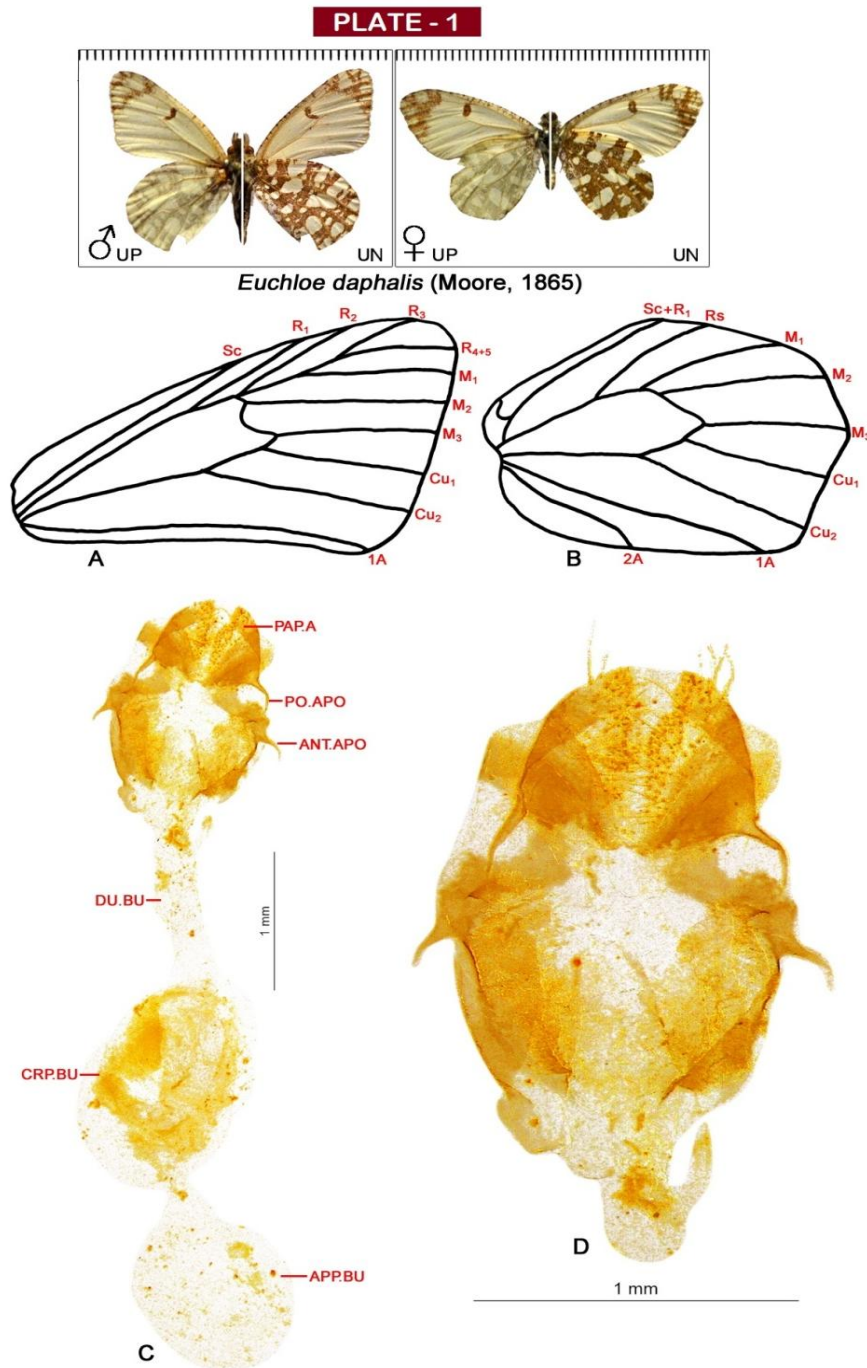 PLATE - 1
♂ UP UN ♀ UP UN
Euchloe daphalis (Moore, 1865)
Sc R1 R2 R3
R4+5
M1
M2
M3
Cu1
Cu2
1A
A
Sc+R1 Rs
M1
M2
M3
Cu1
Cu2
1A
2A
B
PAP.A
PO.APO
ANT.APO
DU.BU
1 mm
CRP.BU
APP.BU
C
D
1 mm